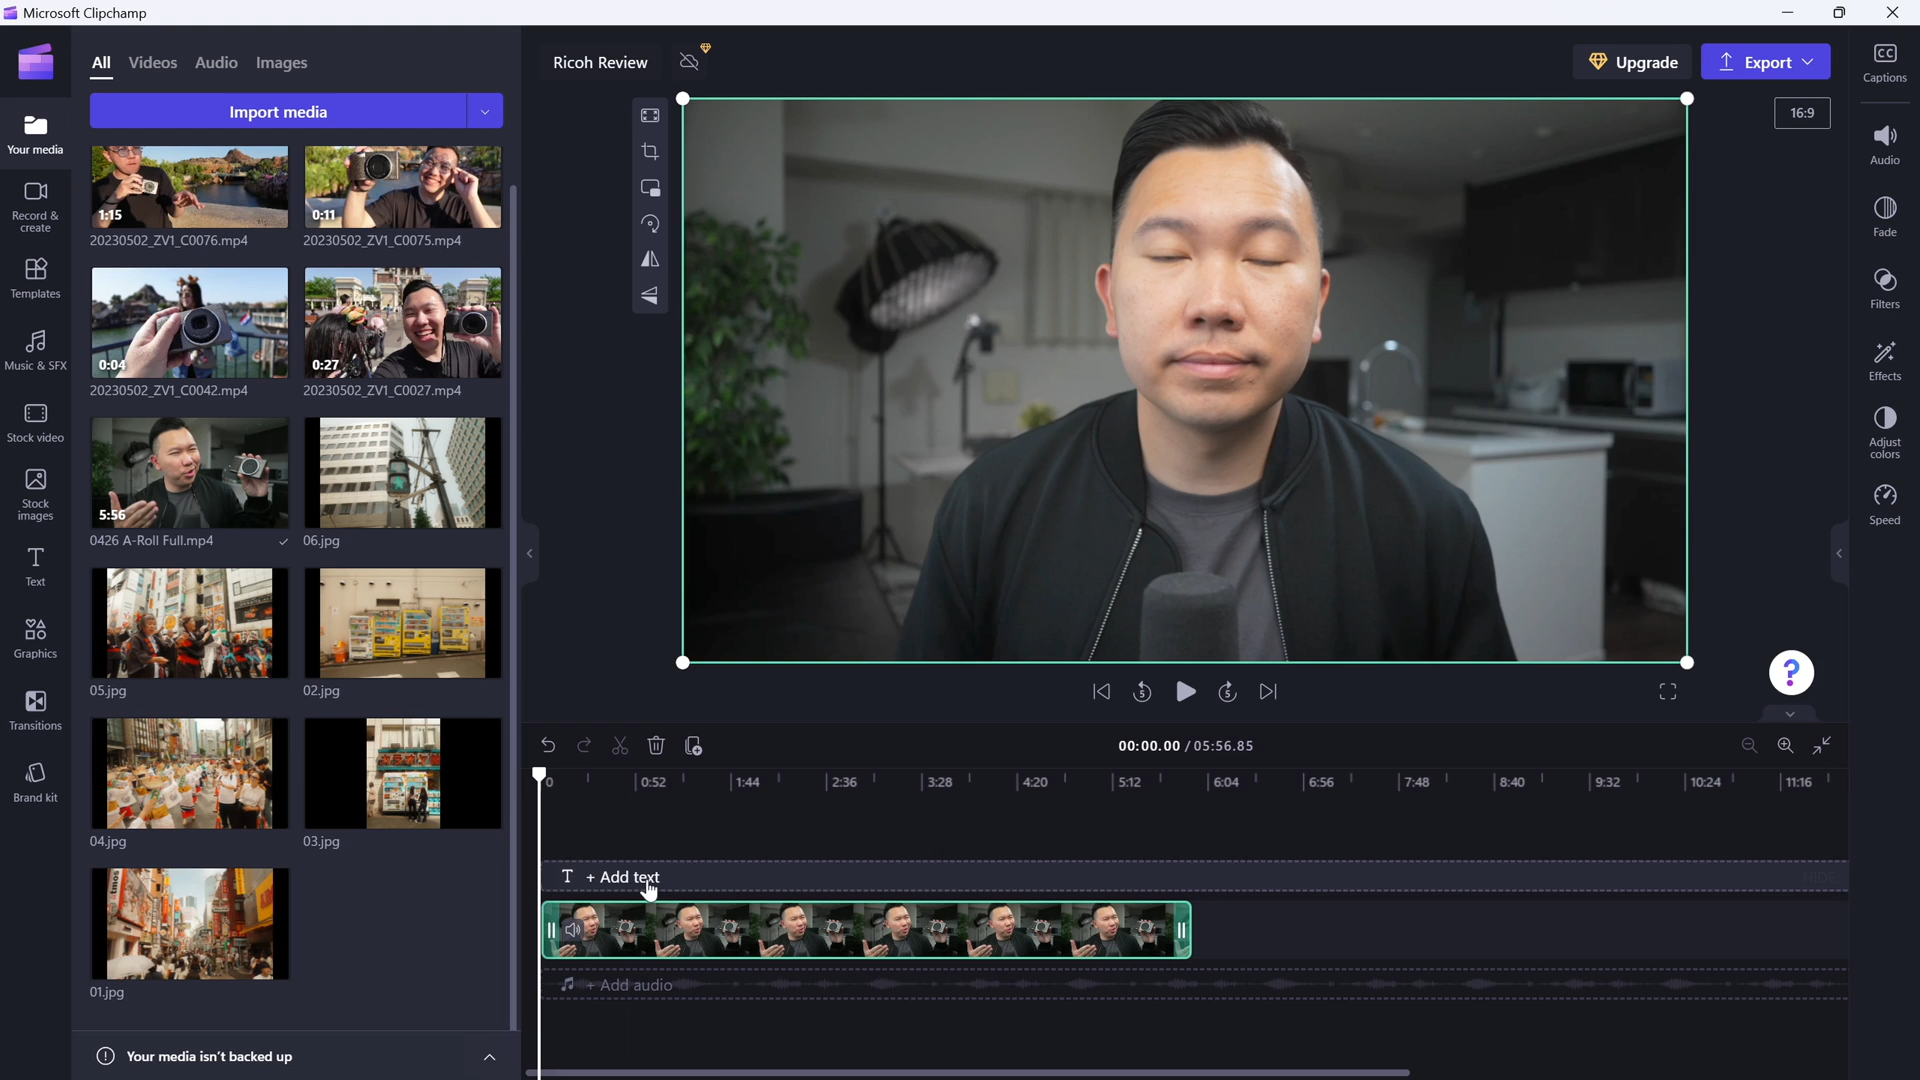 Microsoft Clipchamp
All Videos Audio Images
Import media
Your media
Record & create
Templates
Music & SFX
Stock video
Stock images
Text
Graphics
Transitions
Brand kit
1:15
20230502_ZV1_C0076.mp4
0:11
20230502_ZV1_C0075.mp4
0:04
20230502_ZV1_C0042.mp4
0:27
20230502_ZV1_C0027.mp4
5:56
0426 A-Roll Full.mp4
06.jpg
05.jpg
02.jpg
04.jpg
03.jpg
01.jpg
Your media isn't backed up
Ricoh Review
Upgrade
Export
16:9
5
5
?
00:00.00 / 05:56.85
0 0:52 1:44 2:36 3:28 4:20 5:12 6:04 6:56 7:48 8:40 9:32 10:24 11:16
T + Add text
HIDE
+ Add audio
CC
Captions
Audio
Fade
Filters
Effects
Adjust colors
Speed